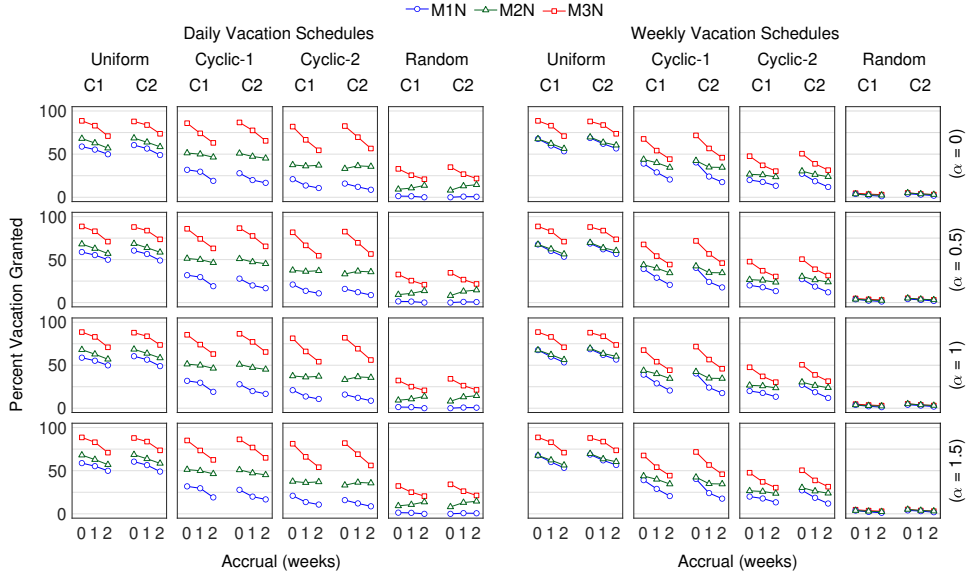 M1N M2N M3N
Daily Vacation Schedules Weekly Vacation Schedules
Uniform Cyclic-1 Cyclic-2 Random Uniform Cyclic-1 Cyclic-2 Random
C1 C2 C1 C2 C1 C2 C1 C2 C1 C2 C1 C2 C1 C2 C1 C2
Percent Vacation Granted
100
50
0
(α = 0)
100
50
0
(α = 0.5)
100
50
0
(α = 1)
100
50
0
(α = 1.5)
0 1 2 0 1 2 0 1 2 0 1 2 0 1 2 0 1 2 0 1 2 0 1 2 0 1 2 0 1 2 0 1 2 0 1 2 0 1 2 0 1 2 0 1 2 0 1 2
Accrual (weeks) Accrual (weeks)